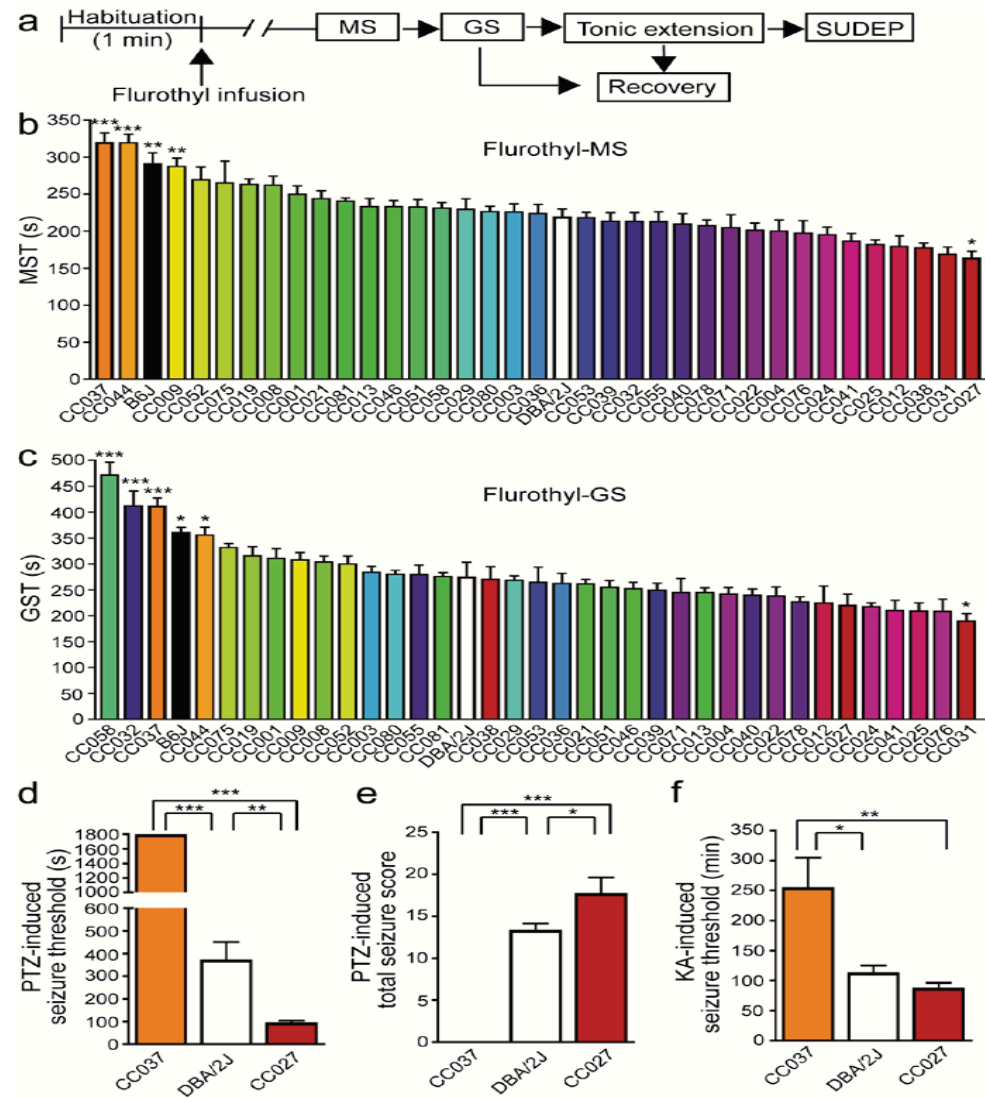 a
Habituation
(1 min)
Flurothyl infusion
MS
GS
Tonic extension
SUDEP
Recovery
b
Flurothyl-MS
MST (s)
350
300
250
200
150
100
50
0
*** *** ** ** *
CC037 CC044 B6J CC009 CC052 CC075 CC019 CC008 CC001 CC021 CC081 CC013 CC046 CC051 CC058 CC029 CC080 CC003 CC036 DBA/2J CC053 CC039 CC032 CC055 CC040 CC078 CC071 CC022 CC004 CC076 CC024 CC041 CC025 CC012 CC038 CC031 CC027
c
Flurothyl-GS
GST (s)
500
450
400
350
300
250
200
150
100
50
0
*** *** *** * * *
CC058 CC032 CC037 B6J CC044 CC075 CC019 CC001 CC009 CC008 CC052 CC003 CC080 CC055 CC081 DBA/2J CC038 CC029 CC053 CC036 CC021 CC051 CC046 CC039 CC071 CC013 CC004 CC040 CC022 CC078 CC012 CC027 CC024 CC041 CC025 CC076 CC031
d
PTZ-induced
seizure threshold (s)
***
*** **
1800
1600
1400
1200
1000
600
500
400
300
200
100
0
CC037 DBA/2J CC027
e
PTZ-induced
total seizure score
***
*** *
25
20
15
10
5
0
CC037 DBA/2J CC027
f
KA-induced
seizure threshold (min)
**
*
350
300
250
200
150
100
50
0
CC037 DBA/2J CC027